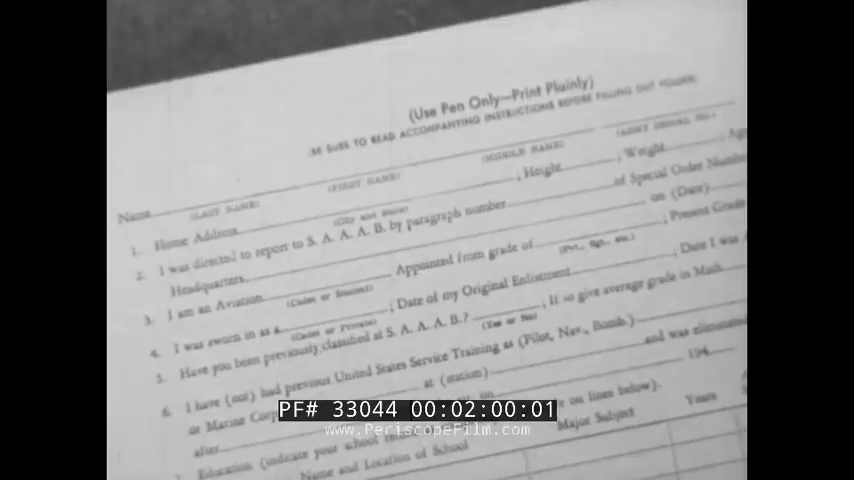 (Use Pen Only—Print Plainly)
(BE SURE TO READ ACCOMPANYING INSTRUCTIONS BEFORE FILLING OUT FOLDER)
Name
(LAST NAME) (FIRST NAME) (MIDDLE NAME) (ARMY SERIAL NO.)
1. Home Address ; Height ; Weight
(City and State)
2. I was directed to report to S. A. A. A. B. by paragraph number of Special Order Number
Headquarters on (Date)
3. I am an Aviation Appointed from grade of ; Present Grade
(Cadet or Student) (Pvt., Sgt., etc.)
4. I was sworn in as a ; Date of my Original Enlistment ; Date I was
(Cadet or Private)
5. Have you been previously classified at S. A. A. A. B.? ; If so give average grade in Math
(Yes or No)
6. I have (not) had previous United States Service Training as (Pilot, Nav., Bomb.)
or Marine Corp at (station) and was eliminated
after on 194
Education (indicate your school on lines below).
Name and Location of School Major Subject Years
PF# 33044 00:02:00:01
www.PeriscopeFilm.com